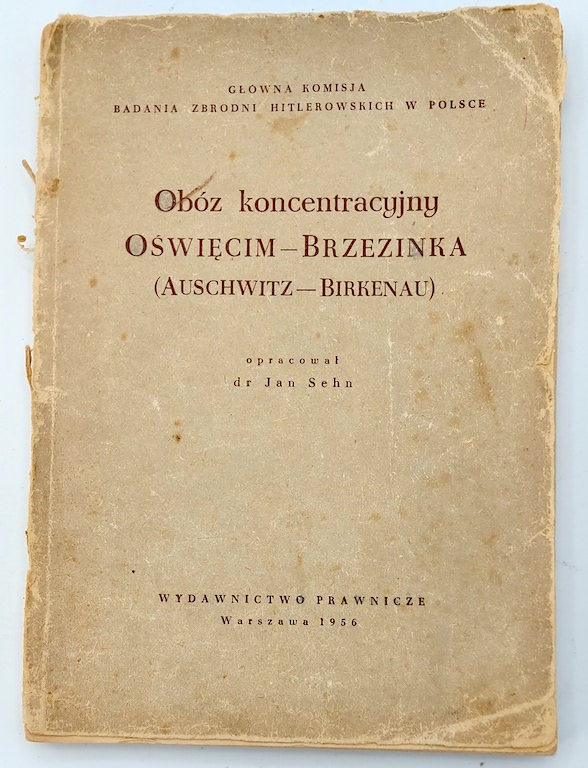 GŁÓWNA KOMISJA
BADANIA ZBRODNI HITLEROWSKICH W POLSCE
Obóz koncentracyjny
OŚWIĘCIM—BRZEZINKA
(AUSCHWITZ—BIRKENAU)
opracował
dr Jan Sehn
WYDAWNICTWO PRAWNICZE
Warszawa 1956